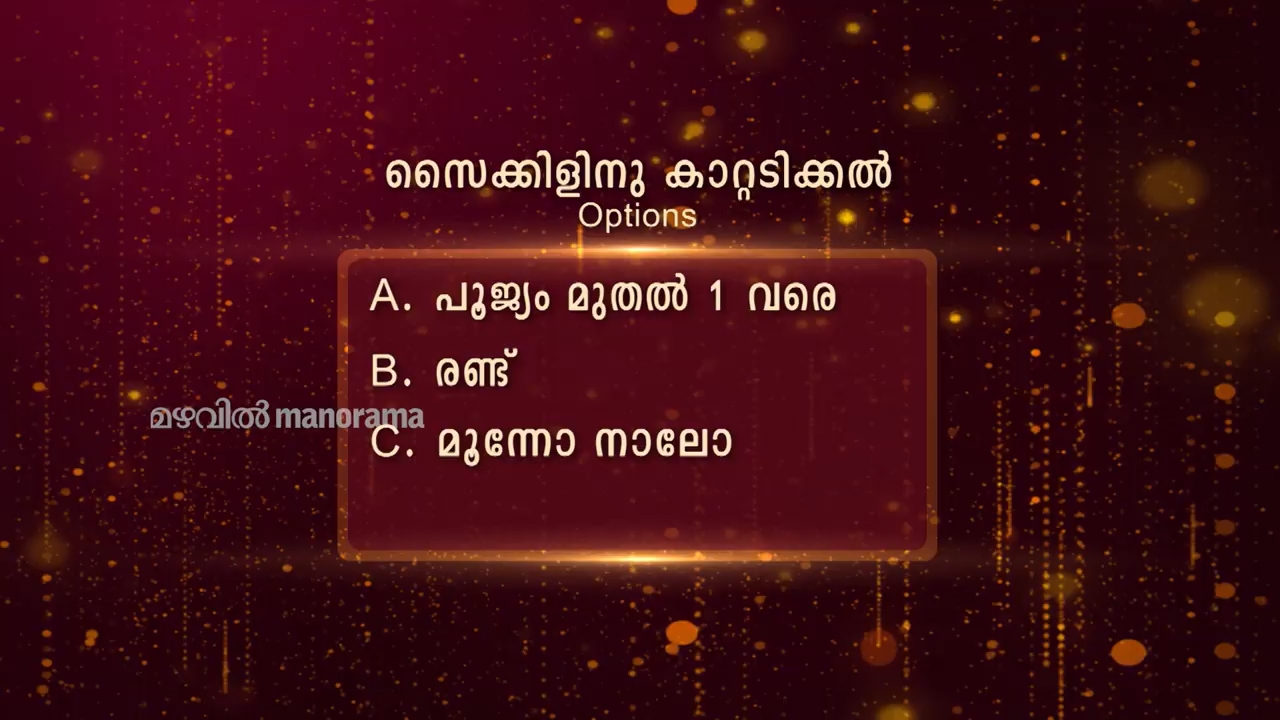 സൈക്കിളിനു കാറ്റടിക്കൽ
Options
A. പൂജ്യം മുതൽ 1 വരെ
B. രണ്ട്
മഴവിൽ manorama
C. മൂന്നോ നാലോ